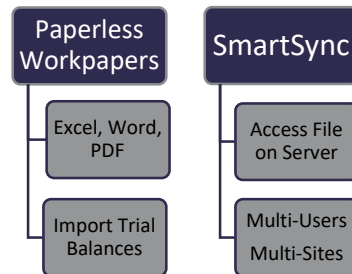 Paperless
Workpapers
Excel, Word,
PDF
Import Trial
Balances
SmartSync
Access File
on Server
Multi-Users
Multi-Sites